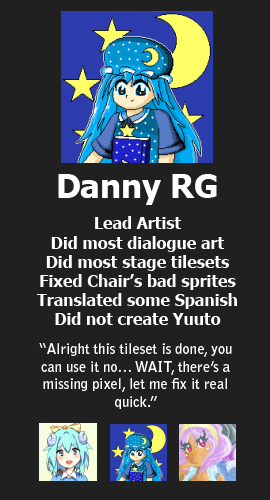 Danny RG
Lead Artist
Did most dialogue art
Did most stage tilesets
Fixed Chair's bad sprites
Translated some Spanish
Did not create Yuuto
“Alright this tileset is done, you
can use it no... WAIT, there's a
missing pixel, let me fix it real
quick.”